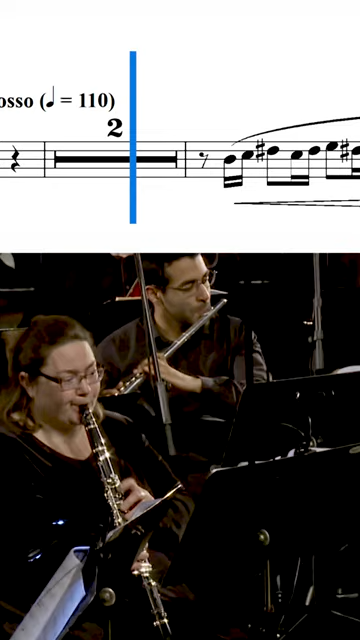 osso (♩ = 110)
2